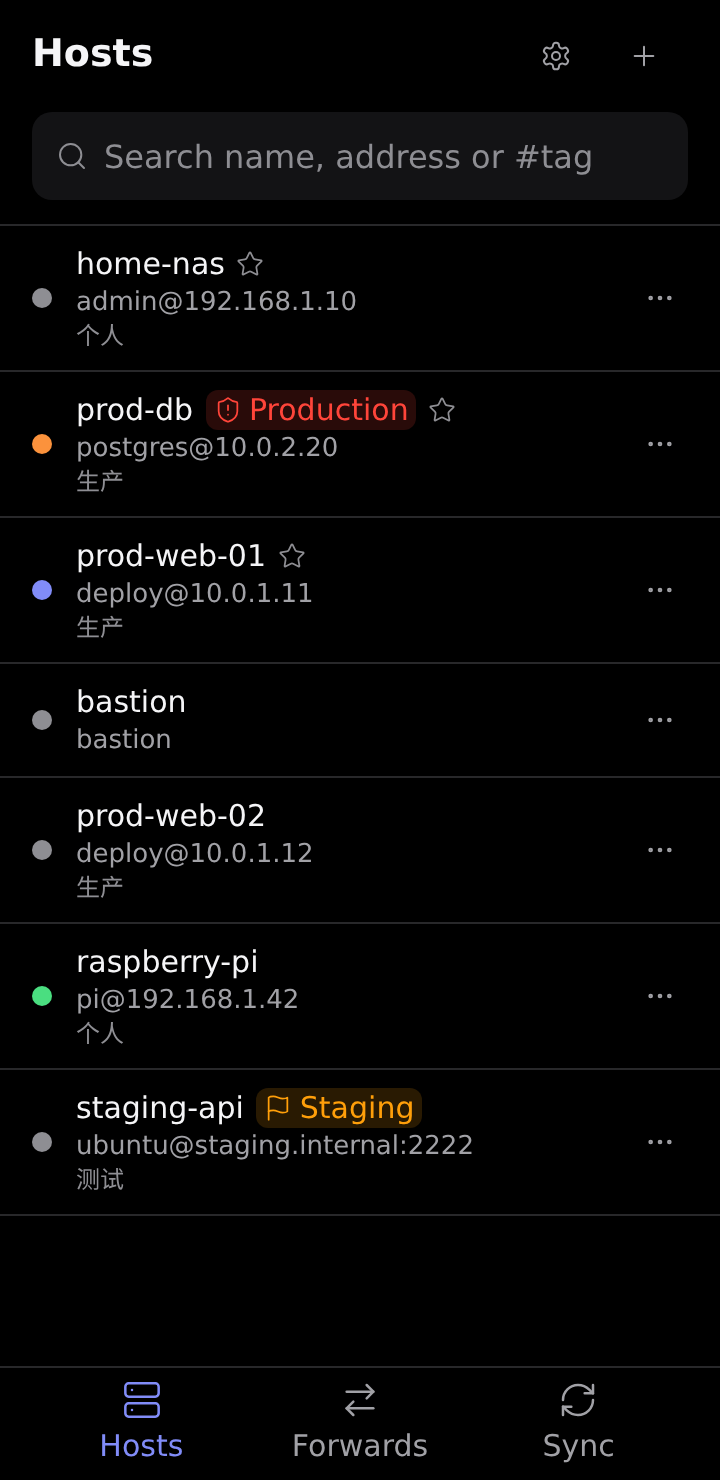 Hosts
Search name, address or #tag
home-nas
admin@192.168.1.10
个人
prod-db Production
postgres@10.0.2.20
生产
prod-web-01
deploy@10.0.1.11
生产
bastion
bastion
prod-web-02
deploy@10.0.1.12
生产
raspberry-pi
pi@192.168.1.42
个人
staging-api Staging
ubuntu@staging.internal:2222
测试
Hosts Forwards Sync